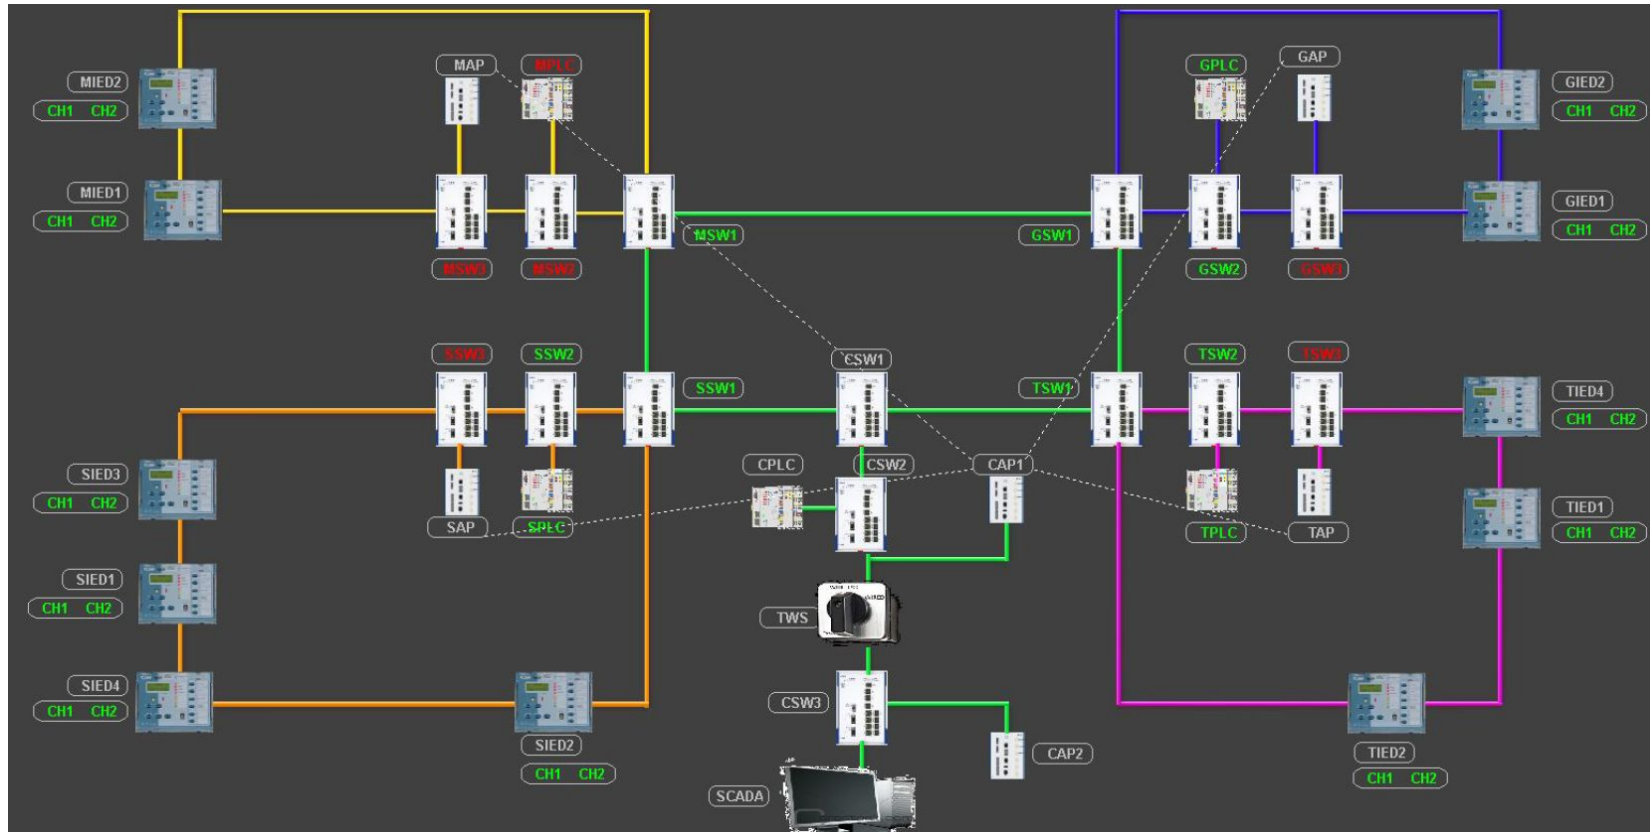 MAP
MPLC
GPLC
GAP
MIED2
CH1 CH2
GIED2
CH1 CH2
MIED1
CH1 CH2
GIED1
CH1 CH2
MSW1
GSW1
MSW3
MSW2
GSW2
GSW3
SSW3
SSW2
CSW1
TSW2
TSW3
SSW1
TSW1
TIED4
CH1 CH2
SIED3
CH1 CH2
CPLC
CSW2
CAP1
SAP
SPLC
TPLC
TAP
TIED1
CH1 CH2
SIED1
CH1 CH2
TWS
SIED4
CH1 CH2
CSW3
SIED2
CH1 CH2
CAP2
TIED2
CH1 CH2
SCADA